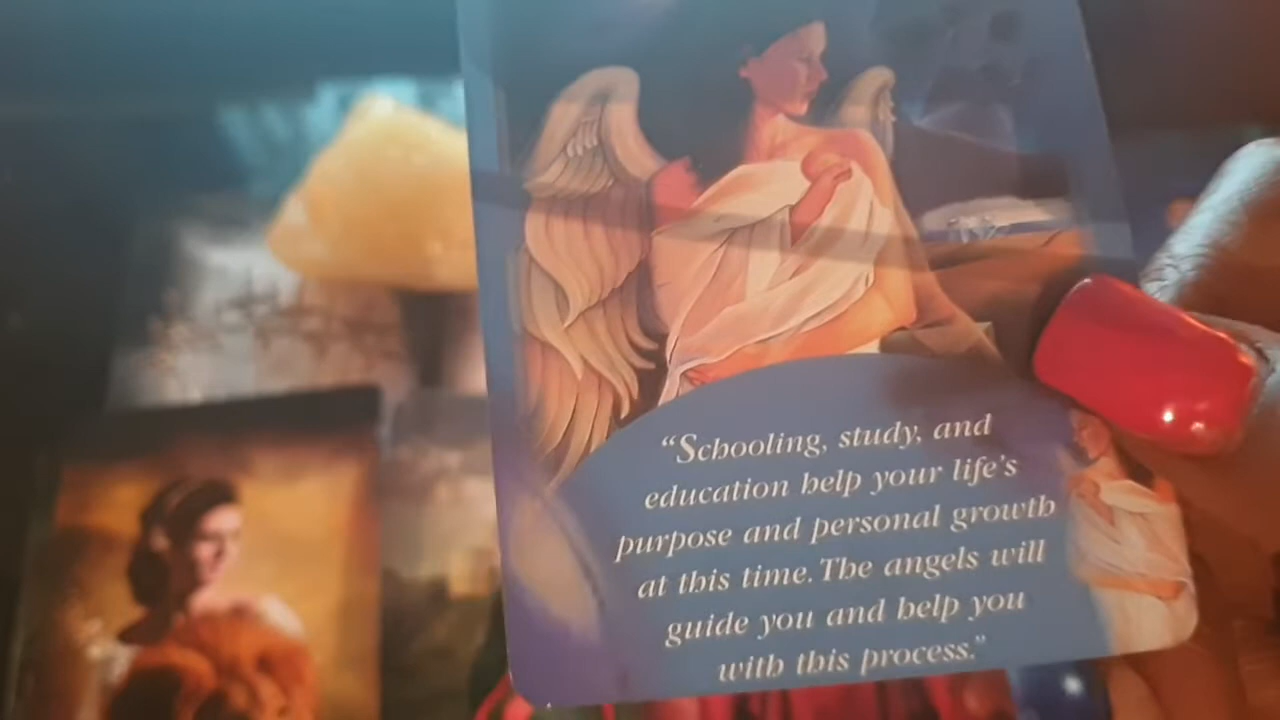 “Schooling, study, and
education help your life’s
purpose and personal growth
at this time. The angels will
guide you and help you
with this process.”